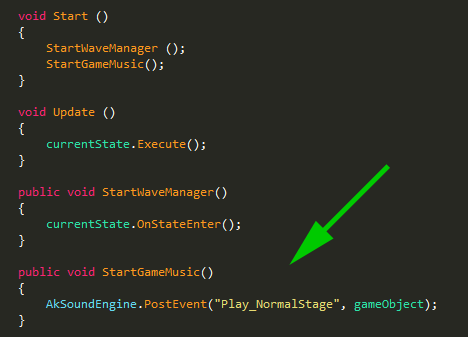 void Start ()
{
    StartWaveManager ();
    StartGameMusic();
}
void Update ()
{
    currentState.Execute();
}
public void StartWaveManager()
{
    currentState.OnStateEnter();
}
public void StartGameMusic()
{
    AkSoundEngine.PostEvent("Play_NormalStage", gameObject);
}